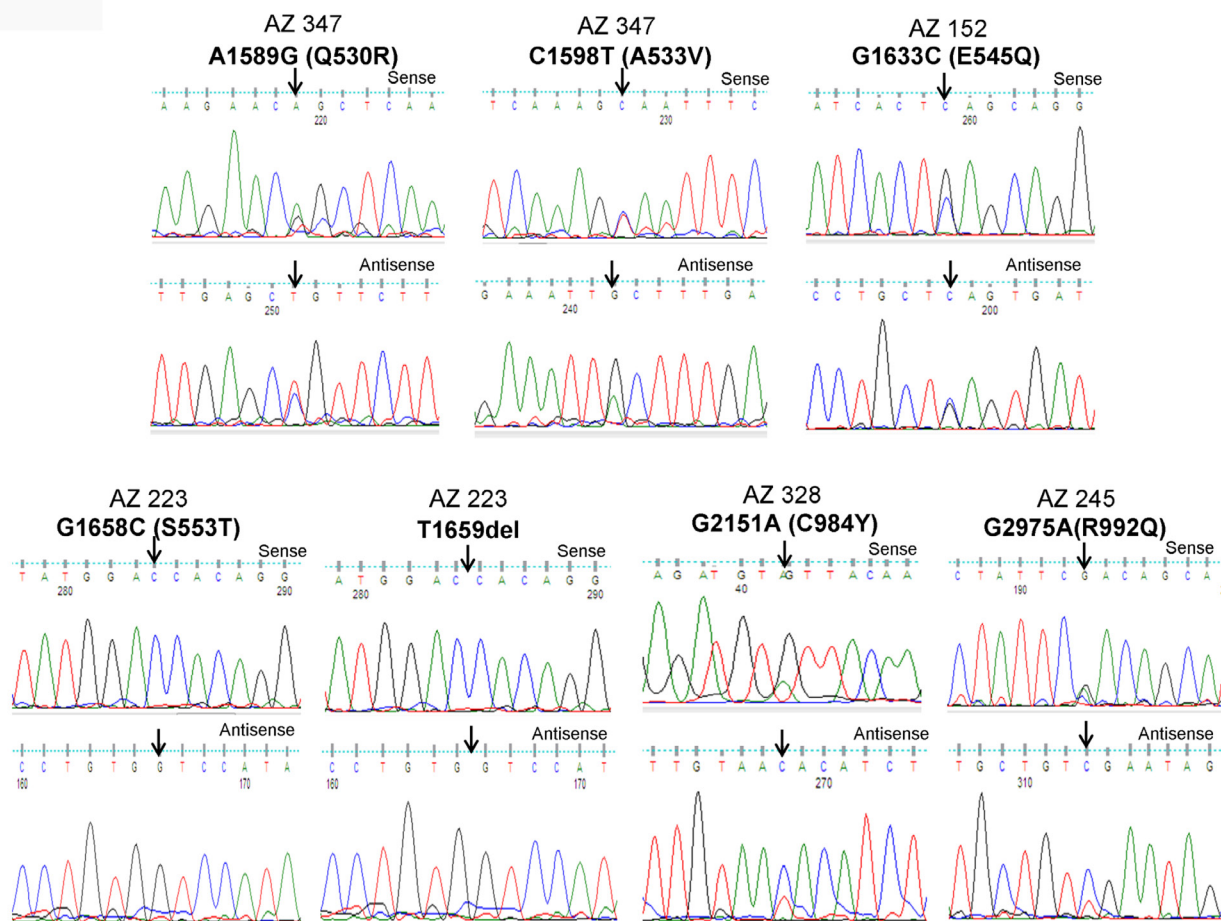 AZ 347
A1589G (Q530R)
Sense
A A G A A C A G C T C A A
220
Antisense
T T G A G C T G T T C T T
250
AZ 347
C1598T (A533V)
Sense
T C A A A G C A A T T T C
230
Antisense
G A A A T T G C T T T G A
240
AZ 152
G1633C (E545Q)
Sense
A T C A C T C A G C A G G
260
Antisense
C C T G C T C A G T G A T
200
AZ 223
G1658C (S553T)
Sense
T A T G G A C C A C A G G
280 290
Antisense
C C T G T G G T C C A T A
160 170
AZ 223
T1659del
Sense
A T G G A C C A C A G G
280 290
Antisense
C C T G T G G T C C A T
160 170
AZ 328
G2151A (C984Y)
Sense
A G A T G T A G T T A C A A
40
Antisense
T T G T A A C A C A T C T
270
AZ 245
G2975A(R992Q)
Sense
C T A T T C G A C A G C A
190
Antisense
T G C T G T C G A A T A G
310